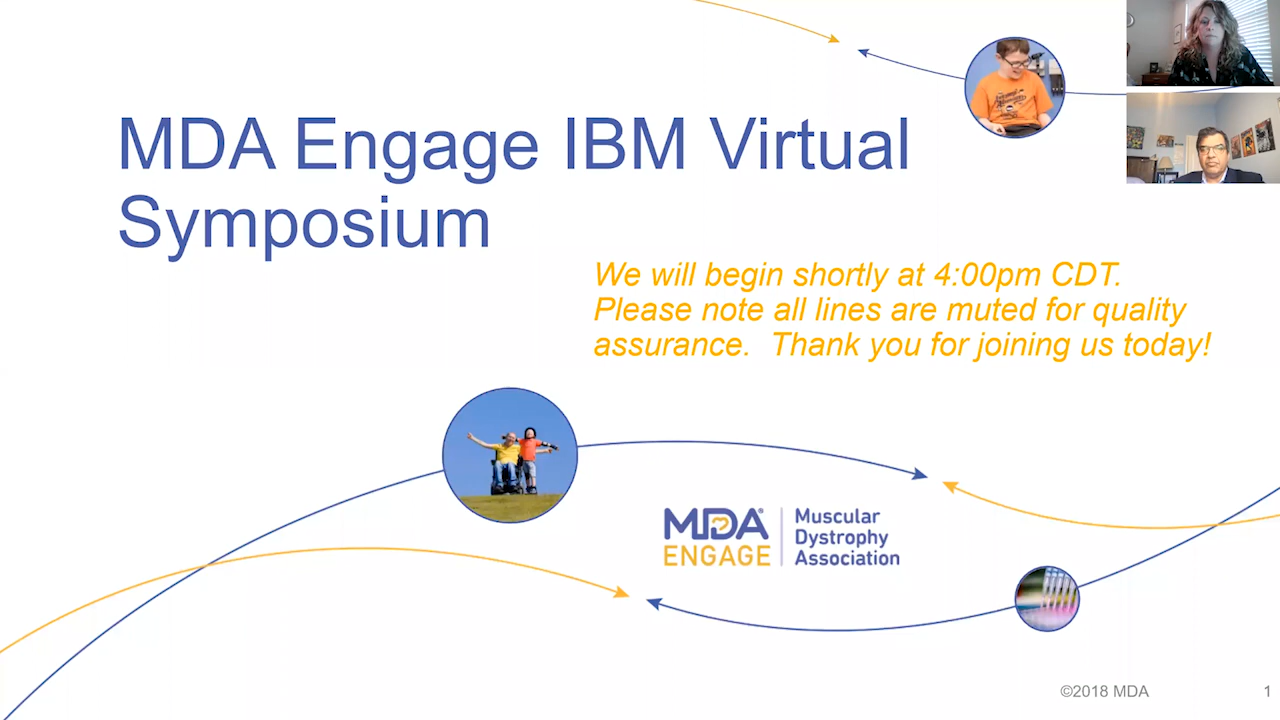 MDA Engage IBM Virtual
Symposium
We will begin shortly at 4:00pm CDT.
Please note all lines are muted for quality
assurance.  Thank you for joining us today!
MDA®
ENGAGE
Muscular
Dystrophy
Association
©2018 MDA
1